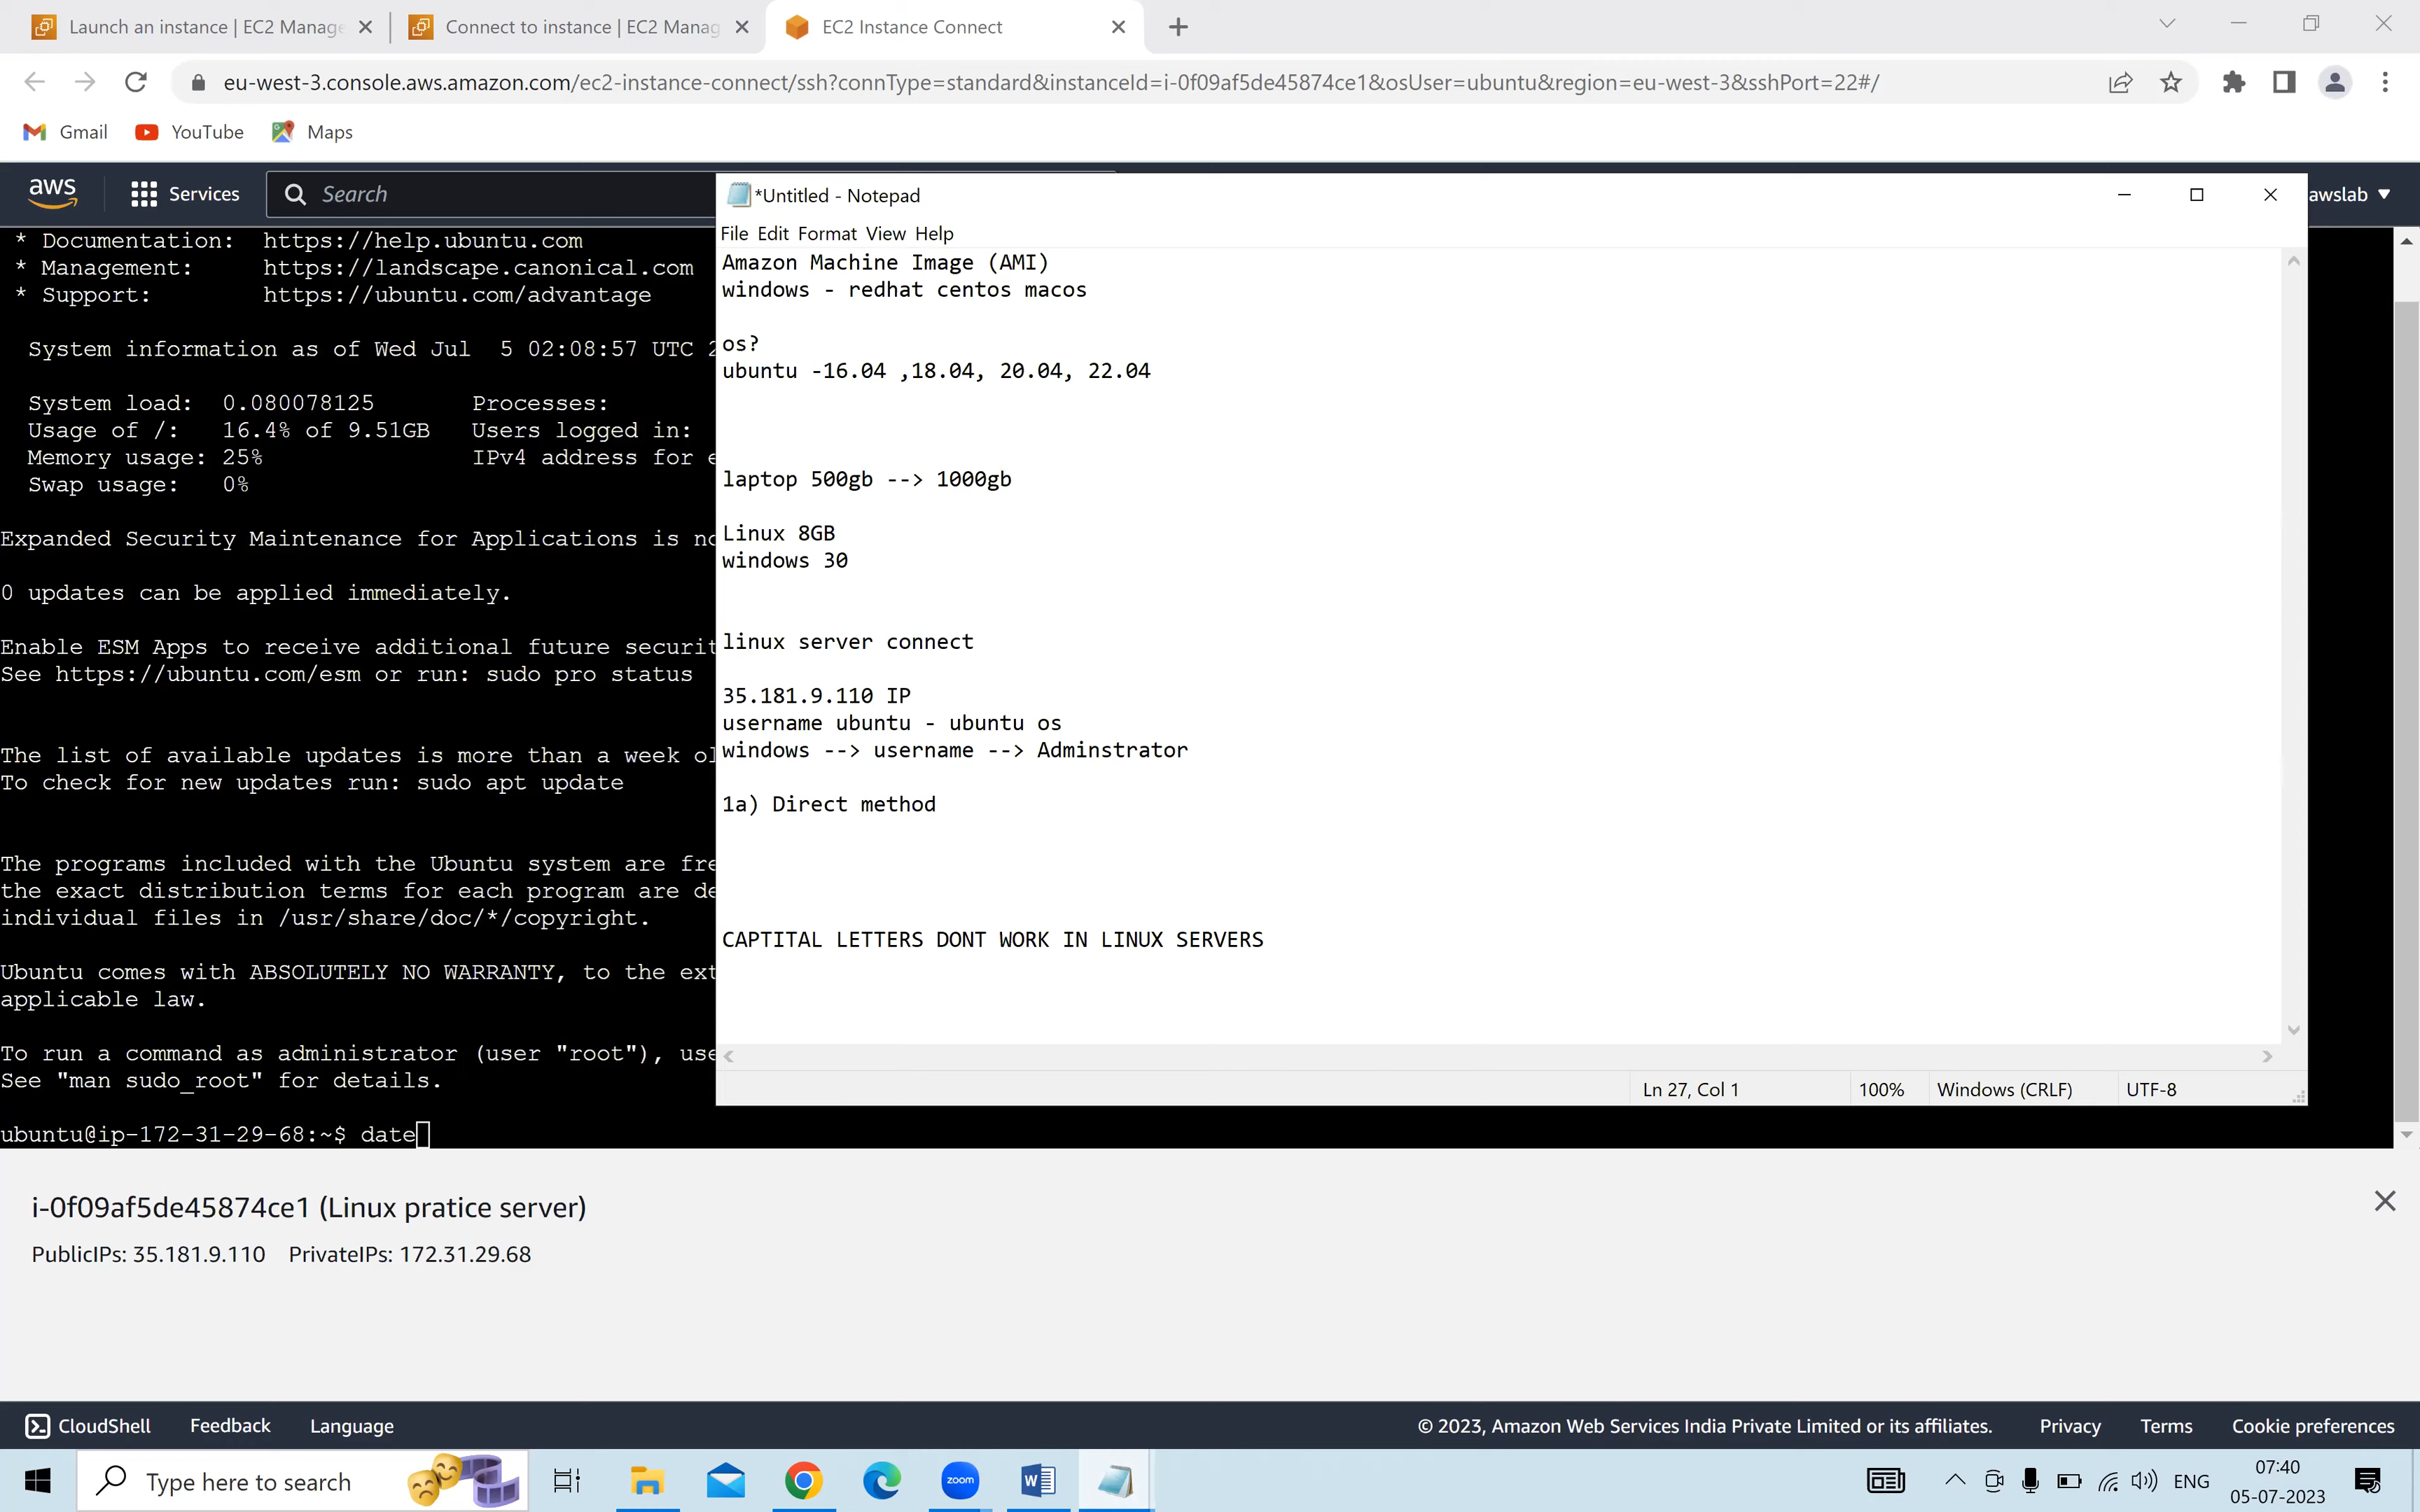 Launch an instance | EC2 Manage
Connect to instance | EC2 Manag
EC2 Instance Connect
eu-west-3.console.aws.amazon.com/ec2-instance-connect/ssh?connType=standard&instanceId=i-0f09af5de45874ce1&osUser=ubuntu&region=eu-west-3&sshPort=22#/
Gmail YouTube Maps
aws Services Search awslab
* Documentation: https://help.ubuntu.com
* Management: https://landscape.canonical.com
* Support: https://ubuntu.com/advantage
System information as of Wed Jul 5 02:08:57 UTC 2
System load: 0.080078125 Processes:
Usage of /: 16.4% of 9.51GB Users logged in:
Memory usage: 25% IPv4 address for e
Swap usage: 0%
Expanded Security Maintenance for Applications is no
0 updates can be applied immediately.
Enable ESM Apps to receive additional future securit
See https://ubuntu.com/esm or run: sudo pro status
The list of available updates is more than a week ol
To check for new updates run: sudo apt update
The programs included with the Ubuntu system are fre
the exact distribution terms for each program are de
individual files in /usr/share/doc/*/copyright.
Ubuntu comes with ABSOLUTELY NO WARRANTY, to the ext
applicable law.
To run a command as administrator (user "root"), use
See "man sudo_root" for details.
ubuntu@ip-172-31-29-68:~$ date
*Untitled - Notepad
File Edit Format View Help
Amazon Machine Image (AMI)
windows - redhat centos macos
os?
ubuntu -16.04 ,18.04, 20.04, 22.04
laptop 500gb --> 1000gb
Linux 8GB
windows 30
linux server connect
35.181.9.110 IP
username ubuntu - ubuntu os
windows --> username --> Adminstrator
1a) Direct method
CAPTITAL LETTERS DONT WORK IN LINUX SERVERS
Ln 27, Col 1 100% Windows (CRLF) UTF-8
i-0f09af5de45874ce1 (Linux pratice server)
PublicIPs: 35.181.9.110 PrivateIPs: 172.31.29.68
CloudShell Feedback Language © 2023, Amazon Web Services India Private Limited or its affiliates. Privacy Terms Cookie preferences
Type here to search zoom W ENG 07:40
05-07-2023